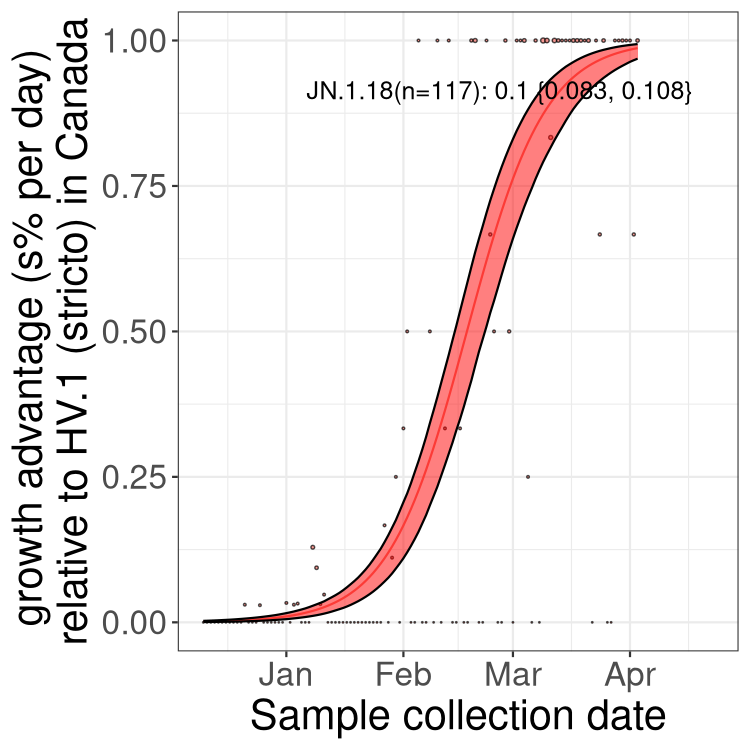 growth advantage (s% per day)
relative to HV.1 (stricto) in Canada
1.00
0.75
0.50
0.25
0.00
JN.1.18(n=117): 0.1 {0.083, 0.108}
Jan Feb Mar Apr
Sample collection date